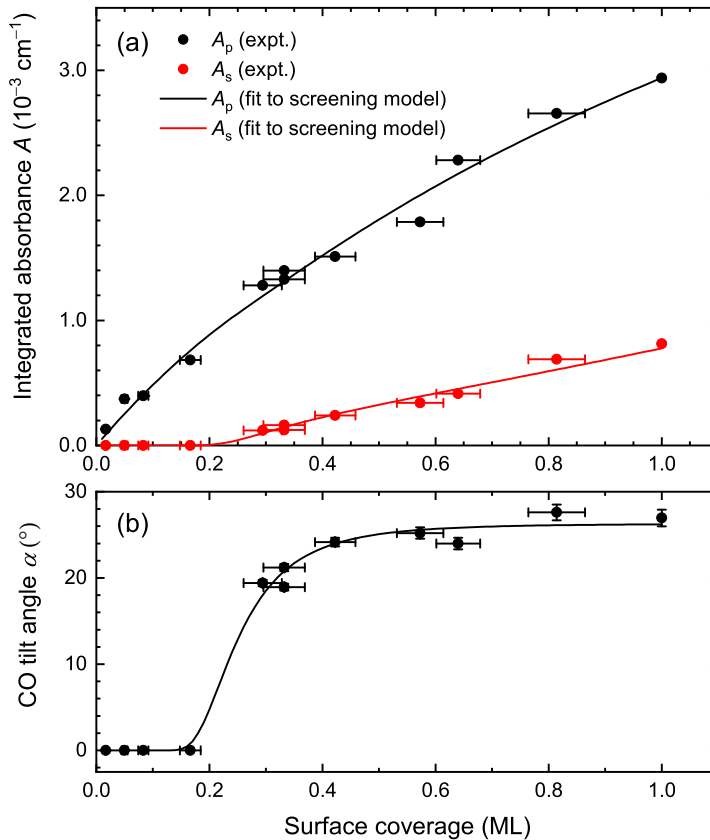 (a)
A_p (expt.)
A_s (expt.)
A_p (fit to screening model)
A_s (fit to screening model)
Integrated absorbance A (10⁻³ cm⁻¹)
3.0
2.0
1.0
0.0
0.0 0.2 0.4 0.6 0.8 1.0
(b)
CO tilt angle α (°)
30
20
10
0
0.0 0.2 0.4 0.6 0.8 1.0
Surface coverage (ML)